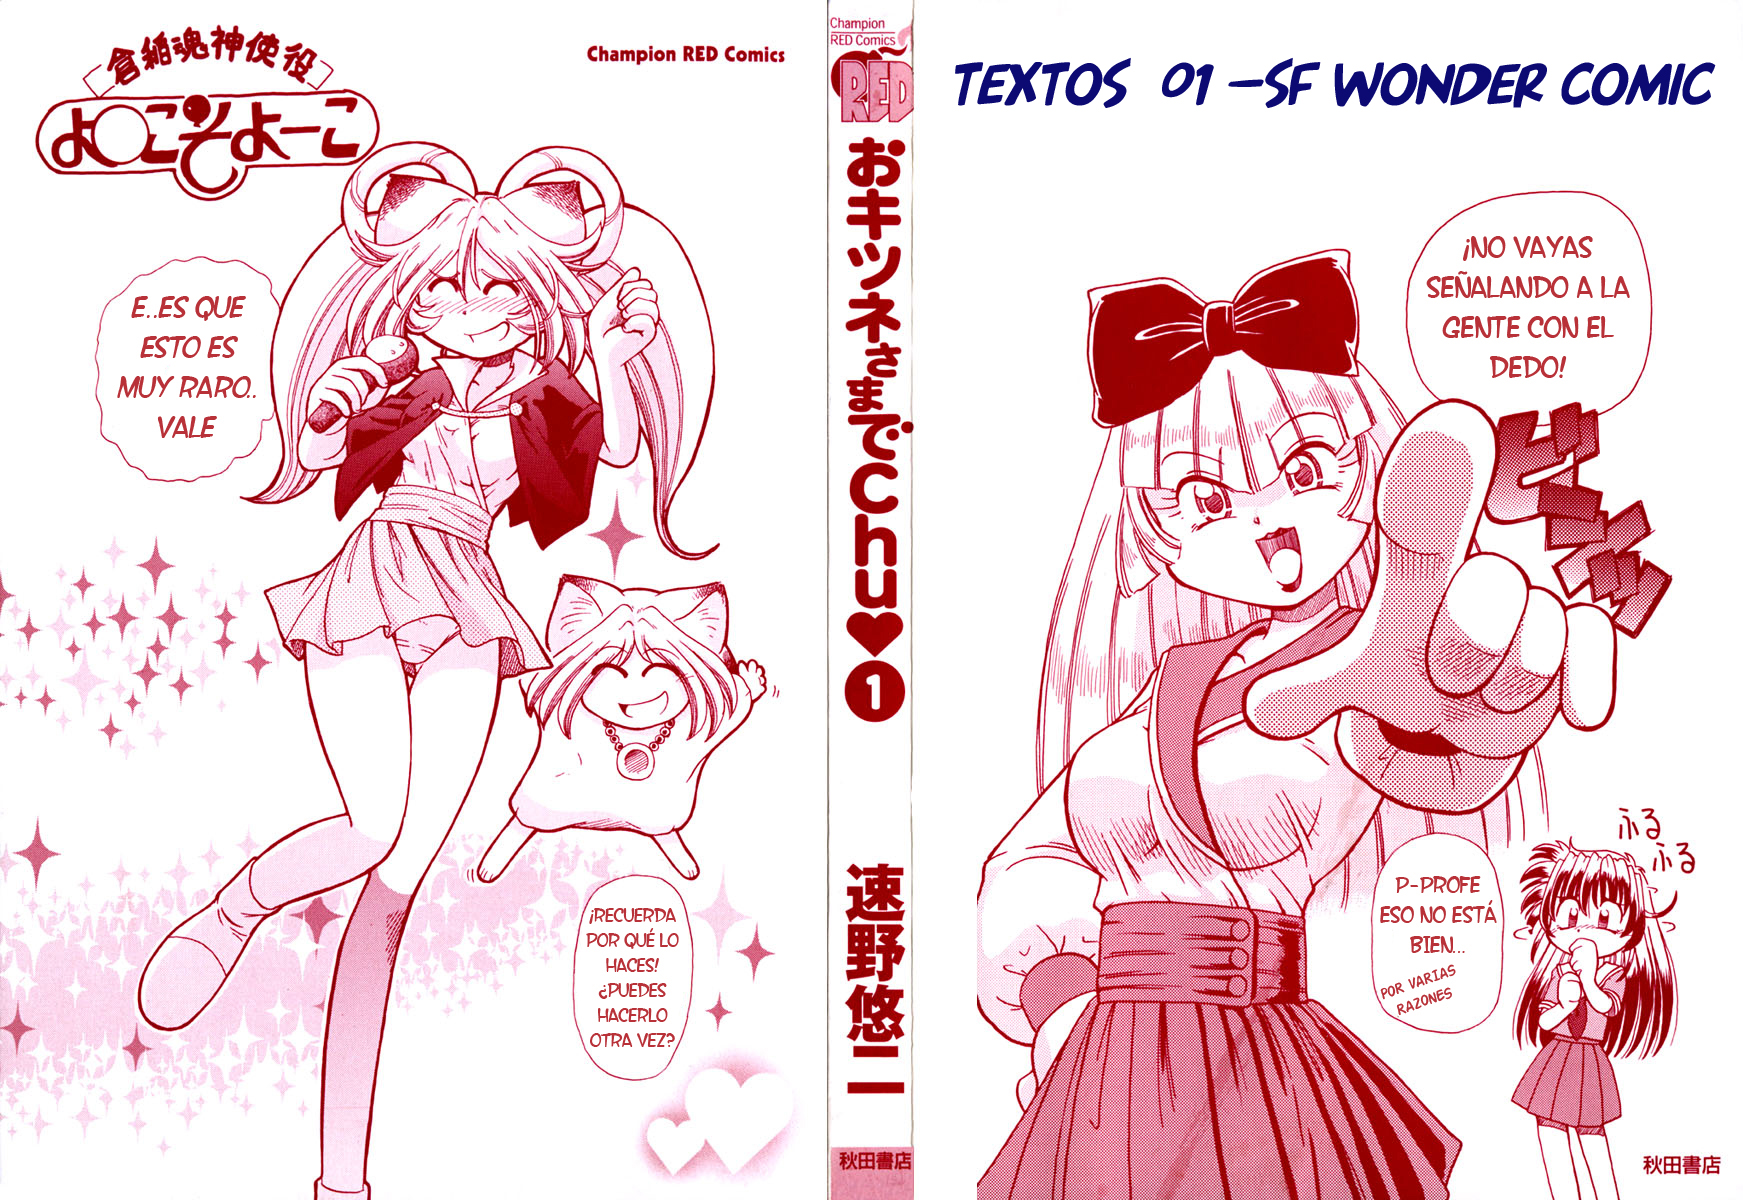 倉稲魂神使役
よ○こそよーこ
Champion RED Comics
E..ES QUE
ESTO ES
MUY RARO..
VALE
¡RECUERDA
POR QUÉ LO
HACES!
¿PUEDES
HACERLO
OTRA VEZ?
Champion
RED Comics
RED
おキツネさまでChu♥1
速野悠二
秋田書店
TEXTOS 01 –SF WONDER COMIC
¡NO VAYAS
SEÑALANDO A LA
GENTE CON EL
DEDO!
ビシッ
P-PROFE
ESO NO ESTÁ
BIEN...
POR VARIAS
RAZONES
ふる
ふる
秋田書店